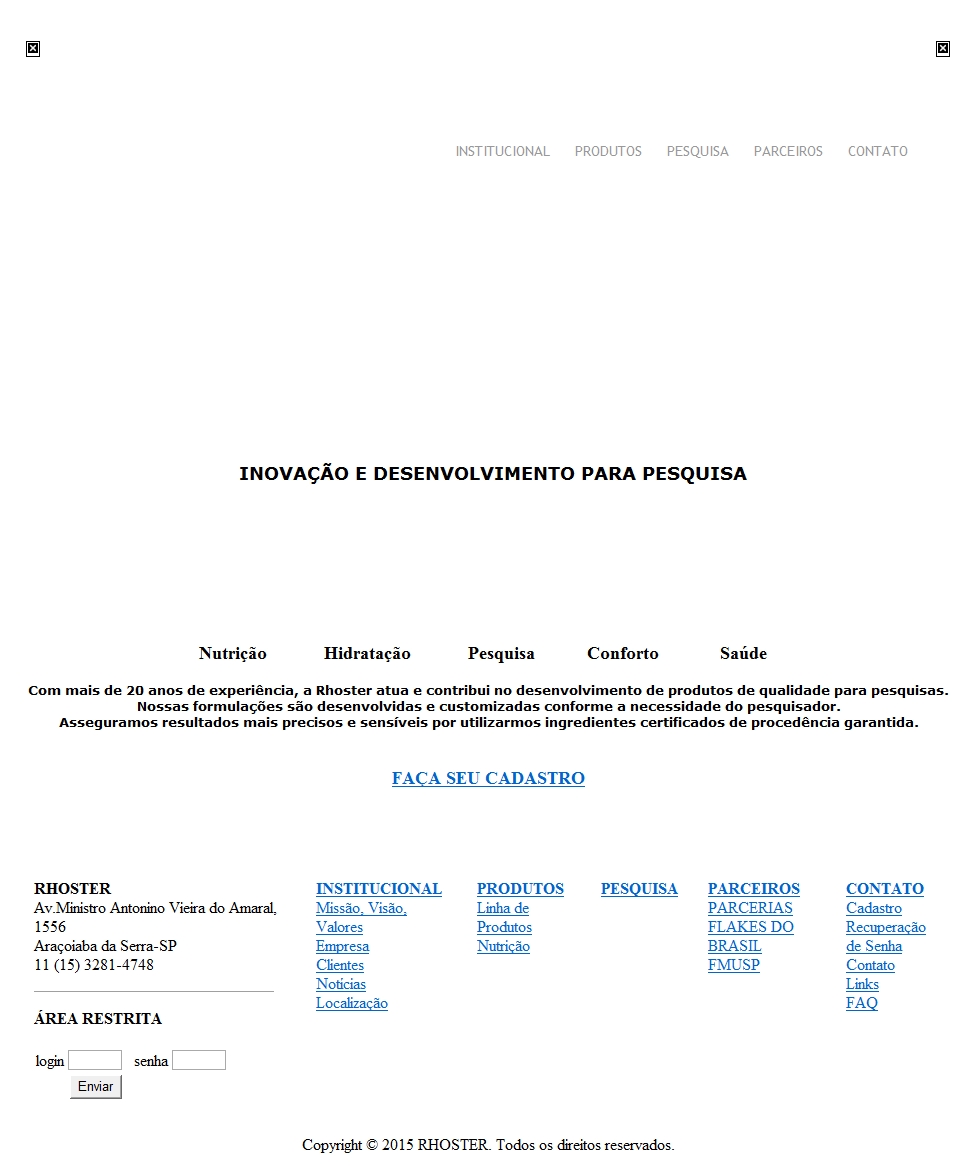 INSTITUCIONAL PRODUTOS PESQUISA PARCEIROS CONTATO
INOVAÇÃO E DESENVOLVIMENTO PARA PESQUISA
Nutrição Hidratação Pesquisa Conforto Saúde
Com mais de 20 anos de experiência, a Rhoster atua e contribui no desenvolvimento de produtos de qualidade para pesquisas.
Nossas formulações são desenvolvidas e customizadas conforme a necessidade do pesquisador.
Asseguramos resultados mais precisos e sensíveis por utilizarmos ingredientes certificados de procedência garantida.
FAÇA SEU CADASTRO
RHOSTER
Av.Ministro Antonino Vieira do Amaral,
1556
Araçoiaba da Serra-SP
11 (15) 3281-4748
ÁREA RESTRITA
login senha
Enviar
INSTITUCIONAL
Missão, Visão,
Valores
Empresa
Clientes
Notícias
Localização
PRODUTOS
Linha de
Produtos
Nutrição
PESQUISA
PARCEIROS
PARCERIAS
FLAKES DO
BRASIL
FMUSP
CONTATO
Cadastro
Recuperação
de Senha
Contato
Links
FAQ
Copyright © 2015 RHOSTER. Todos os direitos reservados.